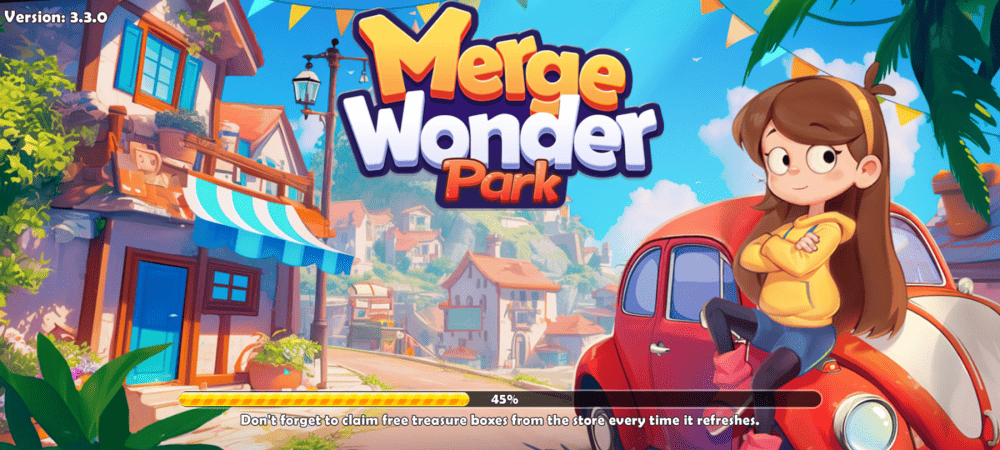 Version: 3.3.0
Merge
Wonder
Park
45%
Don't forget to claim free treasure boxes from the store every time it refreshes.